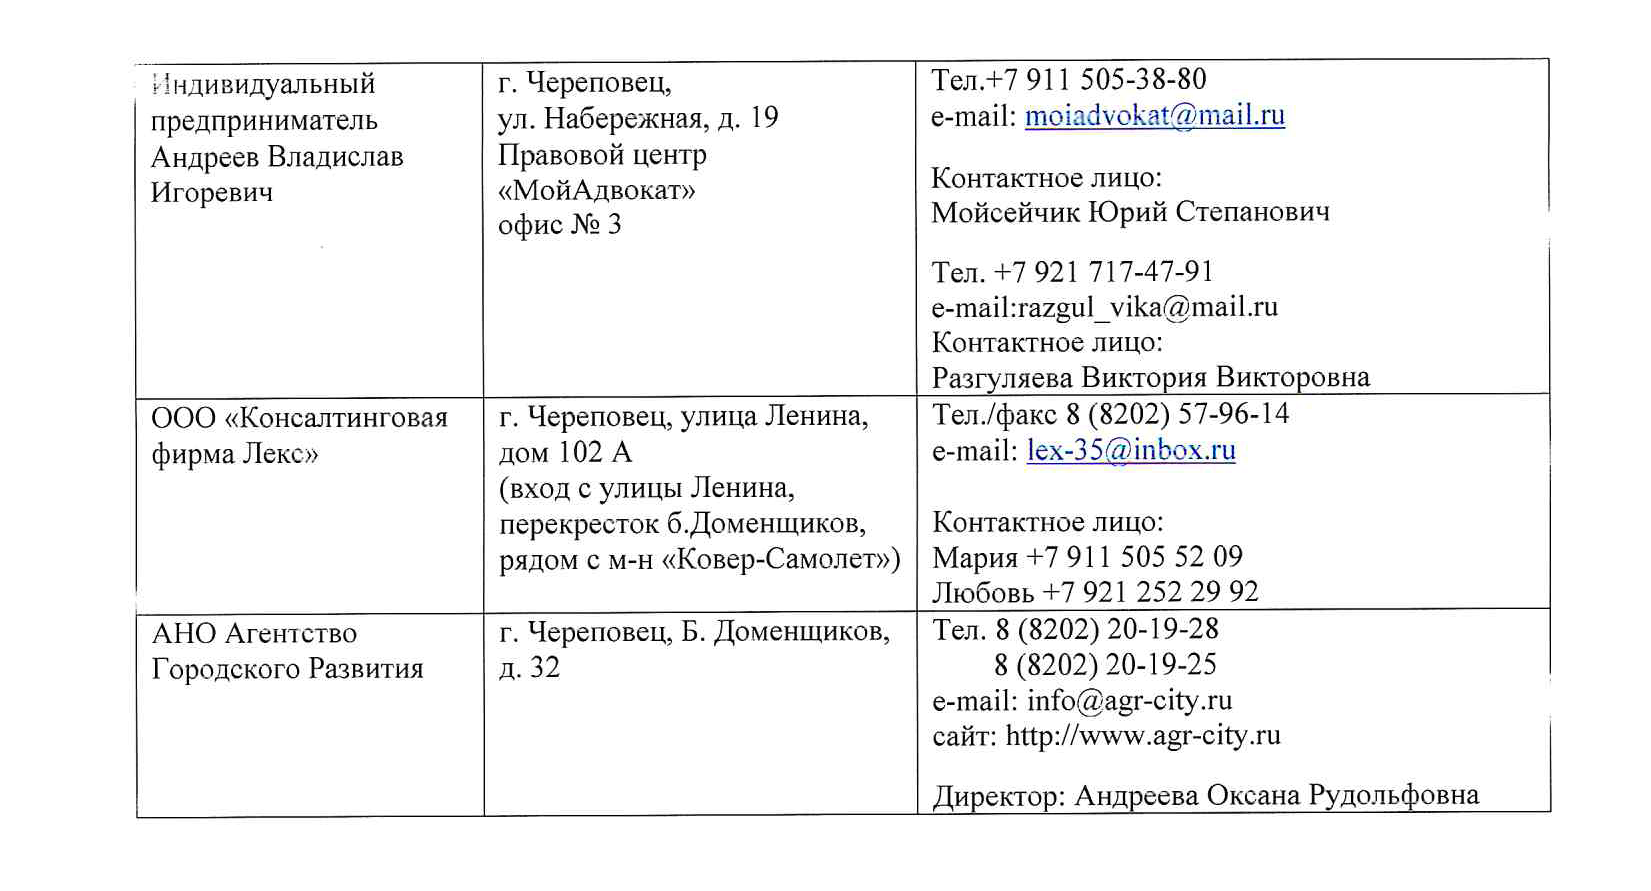 Индивидуальный
предприниматель
Андреев Владислав
Игоревич
г. Череповец,
ул. Набережная, д. 19
Правовой центр
«МойАдвокат»
офис № 3
Тел.+7 911 505-38-80
e-mail: moiadvokat@mail.ru
Контактное лицо:
Мойсейчик Юрий Степанович
Тел. +7 921 717-47-91
e-mail:razgul_vika@mail.ru
Контактное лицо:
Разгуляева Виктория Викторовна
ООО «Консалтинговая
фирма Лекс»
г. Череповец, улица Ленина,
дом 102 А
(вход с улицы Ленина,
перекресток б.Доменщиков,
рядом с м-н «Ковер-Самолет»)
Тел./факс 8 (8202) 57-96-14
e-mail: lex-35@inbox.ru
Контактное лицо:
Мария +7 911 505 52 09
Любовь +7 921 252 29 92
АНО Агентство
Городского Развития
г. Череповец, Б. Доменщиков,
д. 32
Тел. 8 (8202) 20-19-28
8 (8202) 20-19-25
e-mail: info@agr-city.ru
сайт: http://www.agr-city.ru
Директор: Андреева Оксана Рудольфовна